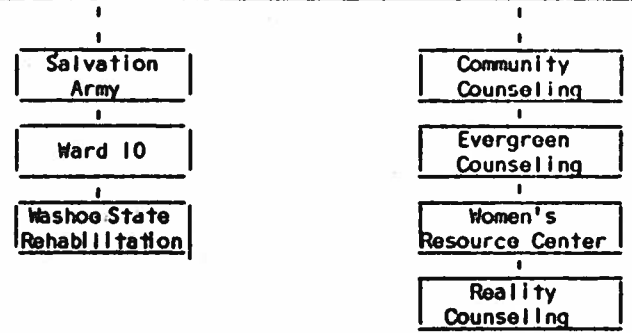 Salvation
Army
Ward 10
Washoe State
Rehabilitation
Community
Counseling
Evergreen
Counseling
Women's
Resource Center
Reality
Counseling